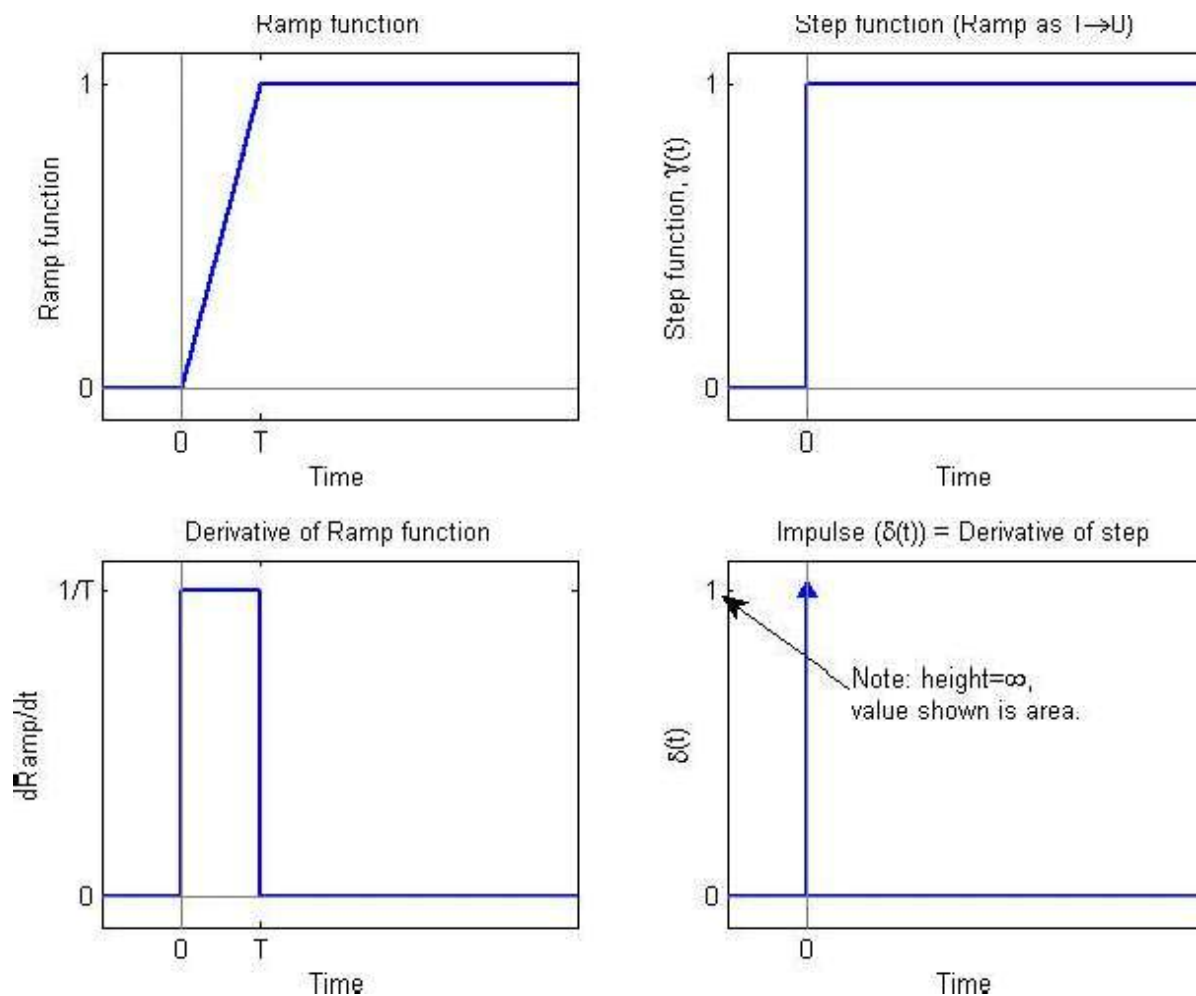 Ramp function
1
Ramp function
0
0 T
Time
Step function (Ramp as T→0)
1
Step function, γ(t)
0
0
Time
Derivative of Ramp function
1/T
dRamp/dt
0
0 T
Time
Impulse (δ(t)) = Derivative of step
1
Note: height=∞,
value shown is area.
δ(t)
0
0
Time